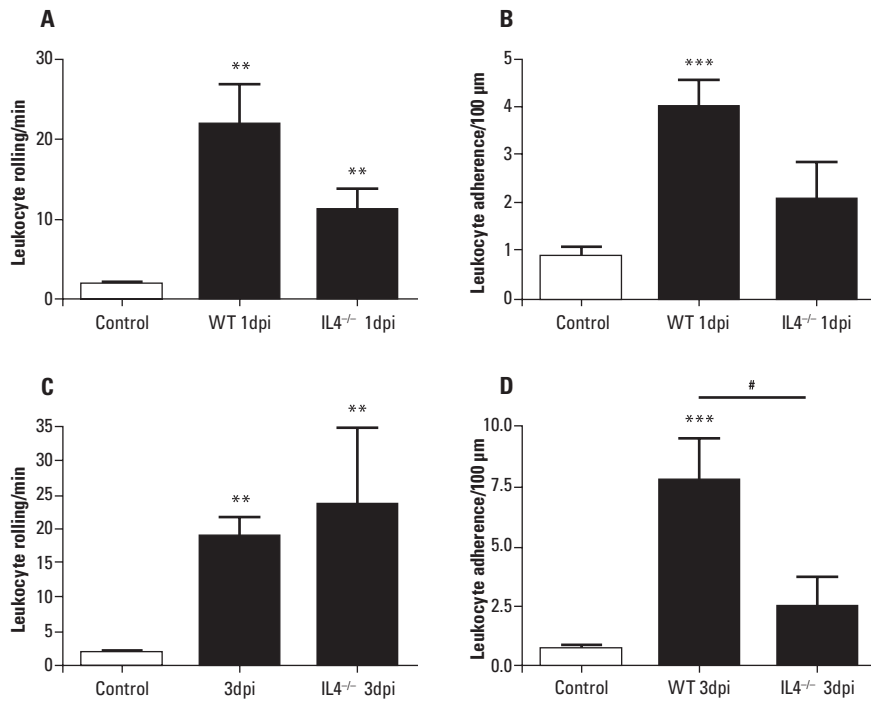 A
Leukocyte rolling/min
30
20
10
0
**
**
Control
WT 1dpi
IL4–/– 1dpi
B
Leukocyte adherence/100 µm
5
4
3
2
1
0
***
Control
WT 1dpi
IL4–/– 1dpi
C
Leukocyte rolling/min
35
30
25
20
15
10
5
0
**
**
Control
3dpi
IL4–/– 3dpi
D
Leukocyte adherence/100 µm
10.0
7.5
5.0
2.5
0.0
#
***
Control
WT 3dpi
IL4–/– 3dpi